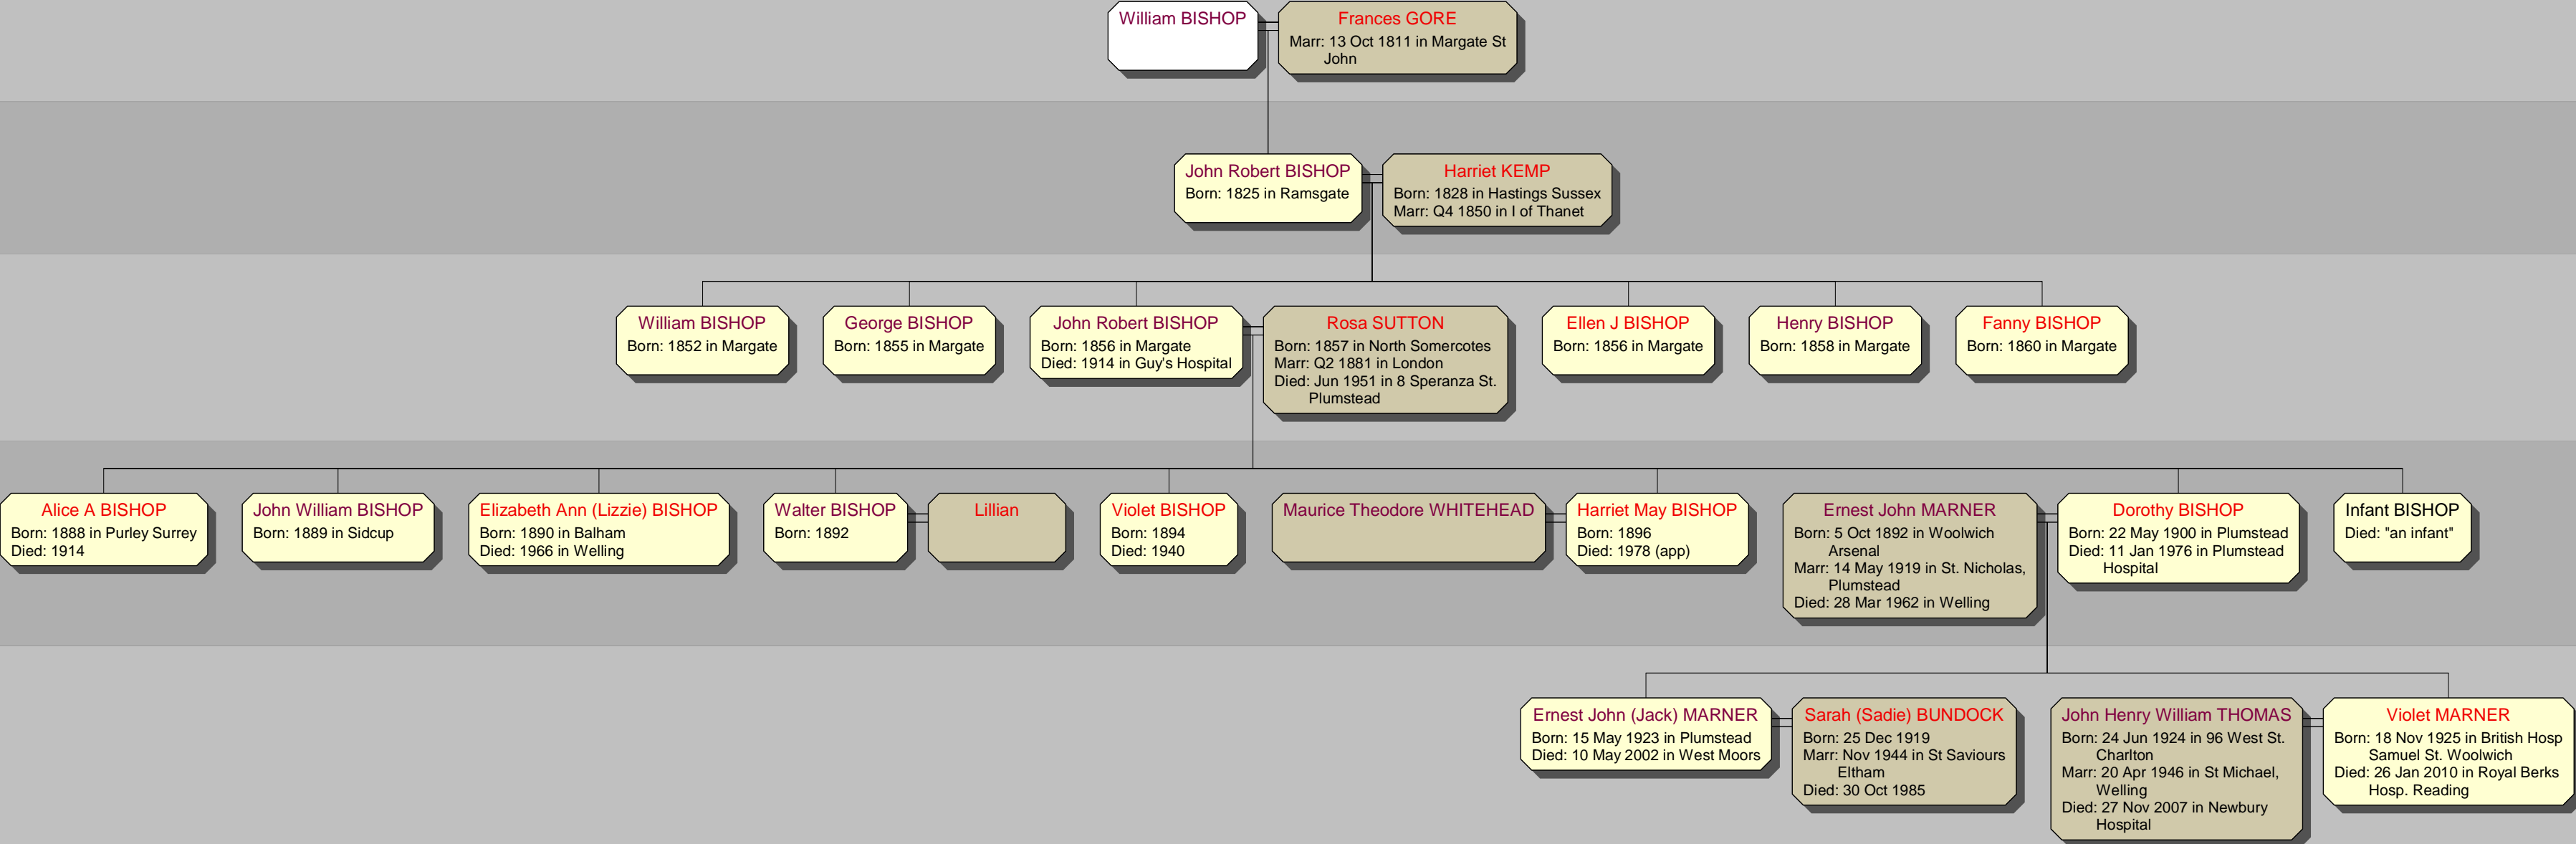 William BISHOP
Frances GORE
Marr: 13 Oct 1811 in Margate St
John
John Robert BISHOP
Born: 1825 in Ramsgate
Harriet KEMP
Born: 1828 in Hastings Sussex
Marr: Q4 1850 in I of Thanet
William BISHOP
Born: 1852 in Margate
George BISHOP
Born: 1855 in Margate
John Robert BISHOP
Born: 1856 in Margate
Died: 1914 in Guy's Hospital
Rosa SUTTON
Born: 1857 in North Somercotes
Marr: Q2 1881 in London
Died: Jun 1951 in 8 Speranza St.
Plumstead
Ellen J BISHOP
Born: 1856 in Margate
Henry BISHOP
Born: 1858 in Margate
Fanny BISHOP
Born: 1860 in Margate
Alice A BISHOP
Born: 1888 in Purley Surrey
Died: 1914
John William BISHOP
Born: 1889 in Sidcup
Elizabeth Ann (Lizzie) BISHOP
Born: 1890 in Balham
Died: 1966 in Welling
Walter BISHOP
Born: 1892
Lillian
Violet BISHOP
Born: 1894
Died: 1940
Maurice Theodore WHITEHEAD
Harriet May BISHOP
Born: 1896
Died: 1978 (app)
Ernest John MARNER
Born: 5 Oct 1892 in Woolwich
Arsenal
Marr: 14 May 1919 in St. Nicholas,
Plumstead
Died: 28 Mar 1962 in Welling
Dorothy BISHOP
Born: 22 May 1900 in Plumstead
Died: 11 Jan 1976 in Plumstead
Hospital
Infant BISHOP
Died: "an infant"
Ernest John (Jack) MARNER
Born: 15 May 1923 in Plumstead
Died: 10 May 2002 in West Moors
Sarah (Sadie) BUNDOCK
Born: 25 Dec 1919
Marr: Nov 1944 in St Saviours
Eltham
Died: 30 Oct 1985
John Henry William THOMAS
Born: 24 Jun 1924 in 96 West St.
Charlton
Marr: 20 Apr 1946 in St Michael,
Welling
Died: 27 Nov 2007 in Newbury
Hospital
Violet MARNER
Born: 18 Nov 1925 in British Hosp
Samuel St. Woolwich
Died: 26 Jan 2010 in Royal Berks
Hosp. Reading